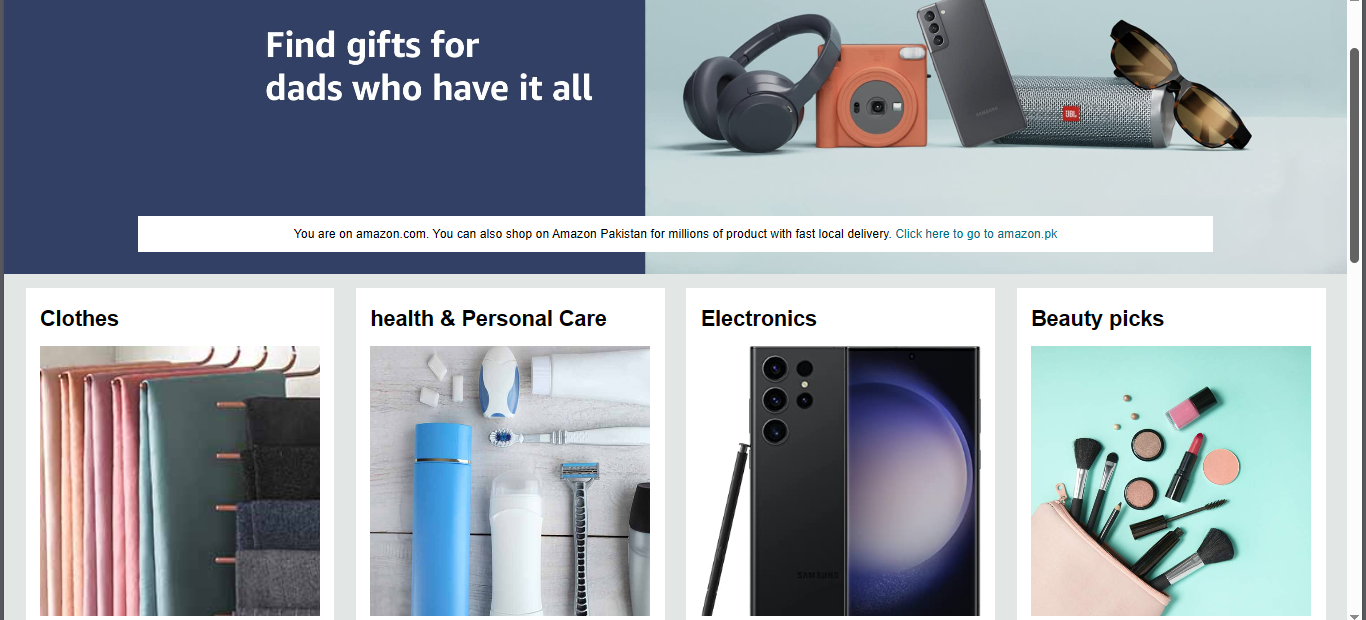 Find gifts for
dads who have it all
SAMSUNG
JBL
You are on amazon.com. You can also shop on Amazon Pakistan for millions of product with fast local delivery. Click here to go to amazon.pk
Clothes
health & Personal Care
Electronics
Beauty picks
SAMSUNG